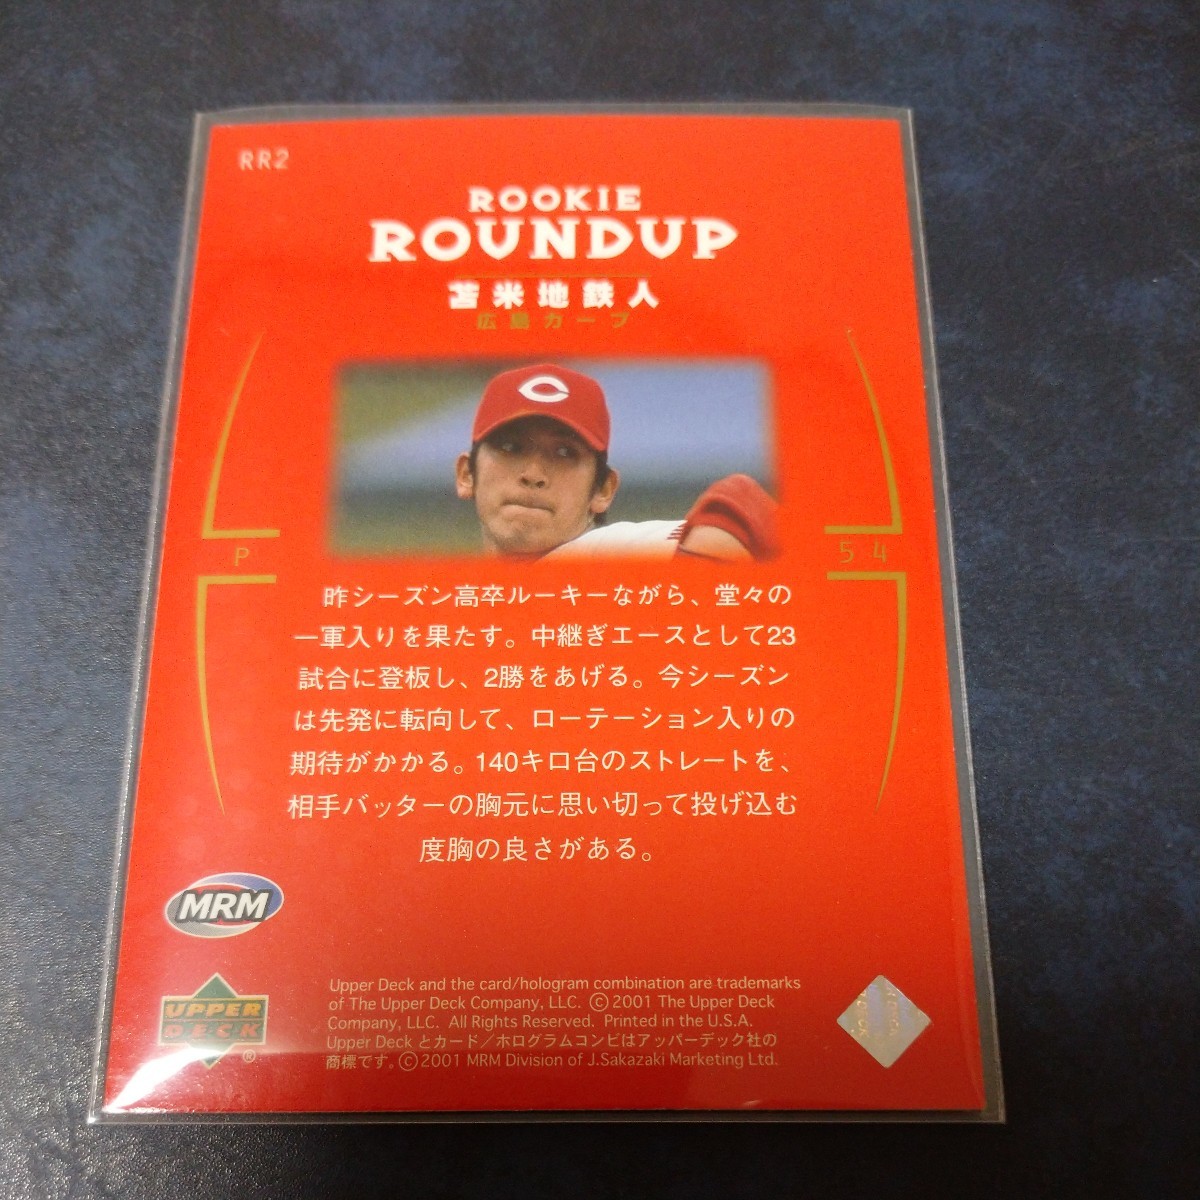 RR2
ROOKIE
ROUNDUP
苫米地鉄人
広島カープ
C
P
54
昨シーズン高卒ルーキーながら、堂々の
一軍入りを果たす。中継ぎエースとして23
試合に登板し、2勝をあげる。今シーズン
は先発に転向して、ローテーション入りの
期待がかかる。140キロ台のストレートを、
相手バッターの胸元に思い切って投げ込む
度胸の良さがある。
MRM
UPPER
DECK
®
Upper Deck and the card/hologram combination are trademarks
of The Upper Deck Company, LLC. ©2001 The Upper Deck
Company, LLC. All Rights Reserved. Printed in the U.S.A.
Upper Deck とカード／ホログラムコンビはアッパーデック社の
商標です。©2001 MRM Division of J.Sakazaki Marketing Ltd.